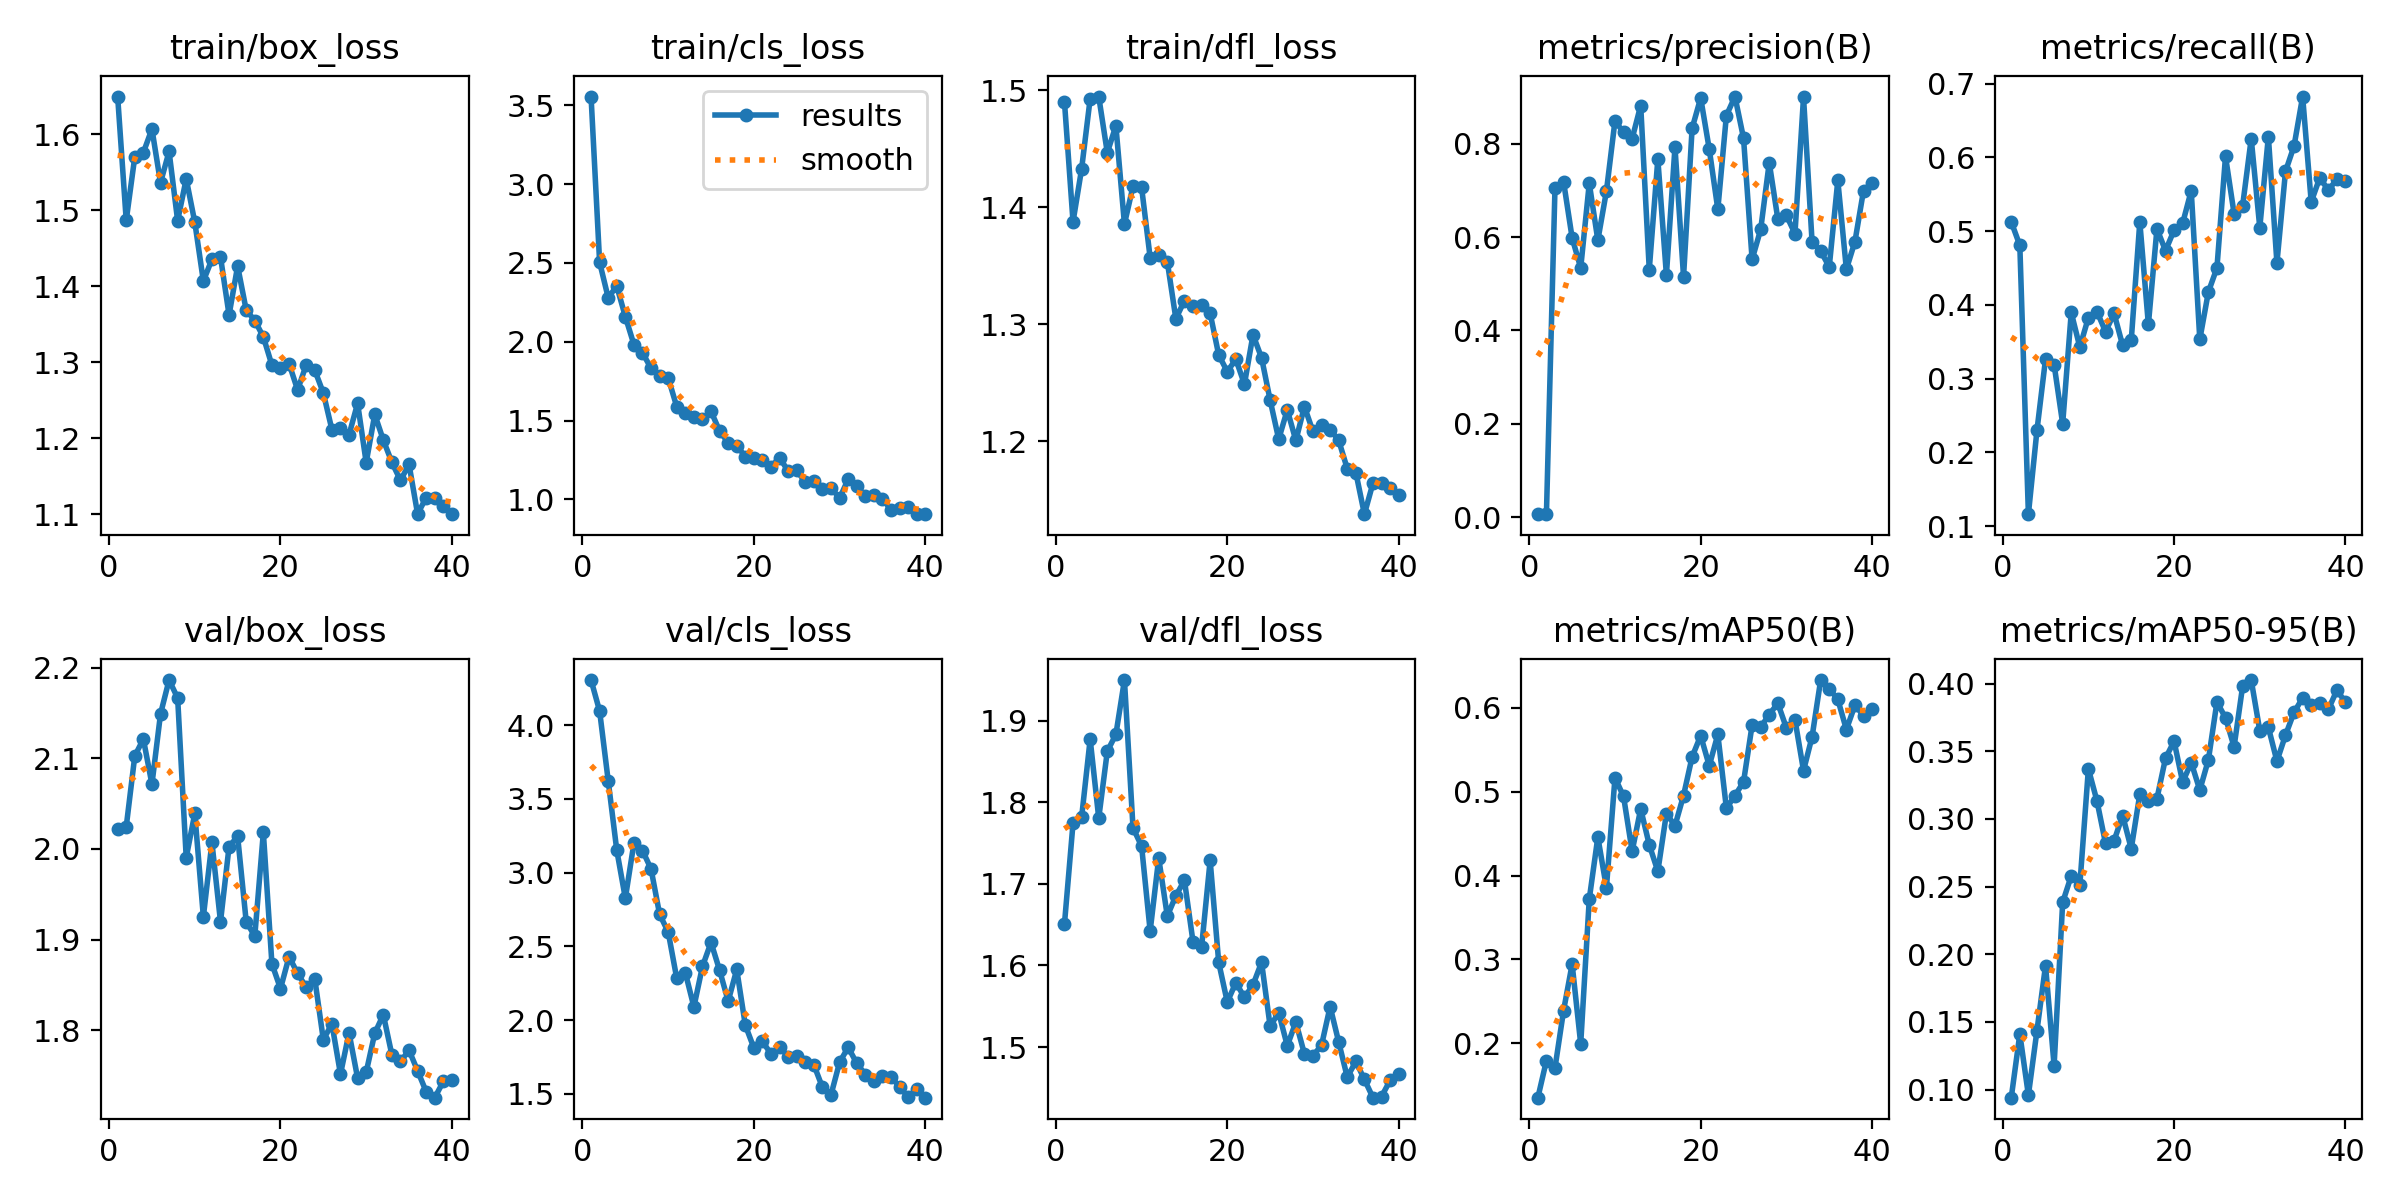 train/box_loss
1.6
1.5
1.4
1.3
1.2
1.1
0 20 40
train/cls_loss
results
smooth
3.5
3.0
2.5
2.0
1.5
1.0
0 20 40
train/dfl_loss
1.5
1.4
1.3
1.2
0 20 40
metrics/precision(B)
0.8
0.6
0.4
0.2
0.0
0 20 40
metrics/recall(B)
0.7
0.6
0.5
0.4
0.3
0.2
0.1
0 20 40
val/box_loss
2.2
2.1
2.0
1.9
1.8
0 20 40
val/cls_loss
4.0
3.5
3.0
2.5
2.0
1.5
0 20 40
val/dfl_loss
1.9
1.8
1.7
1.6
1.5
0 20 40
metrics/mAP50(B)
0.6
0.5
0.4
0.3
0.2
0 20 40
metrics/mAP50-95(B)
0.40
0.35
0.30
0.25
0.20
0.15
0.10
0 20 40